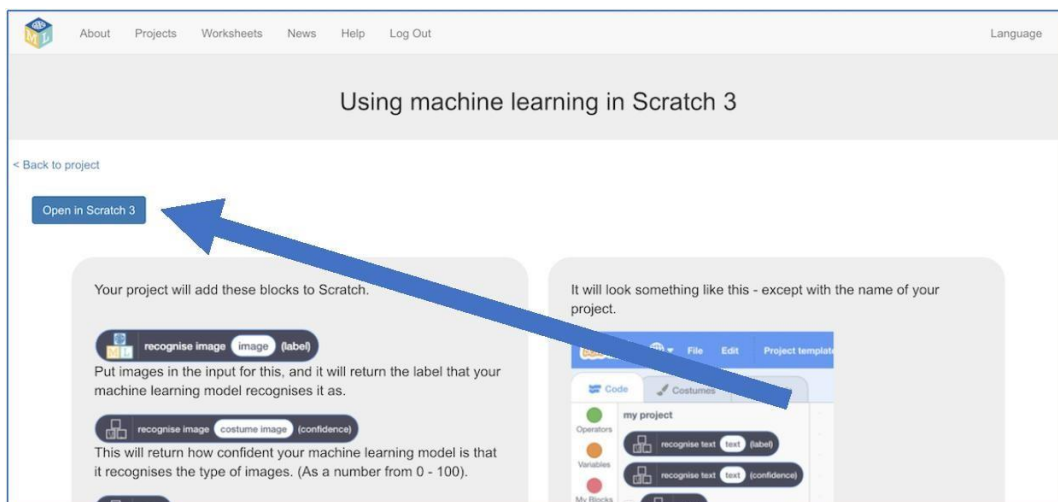 About Projects Worksheets News Help Log Out Language
Using machine learning in Scratch 3
< Back to project
Open in Scratch 3
Your project will add these blocks to Scratch.
recognise image image (label)
Put images in the input for this, and it will return the label that your
machine learning model recognises it as.
recognise image costume image (confidence)
This will return how confident your machine learning model is that
it recognises the type of images. (As a number from 0 - 100).
It will look something like this - except with the name of your
project.
File Edit Project template
Code Costumes
my project
Operators
recognise text text (label)
Variables
recognise text text (confidence)
My Blocks